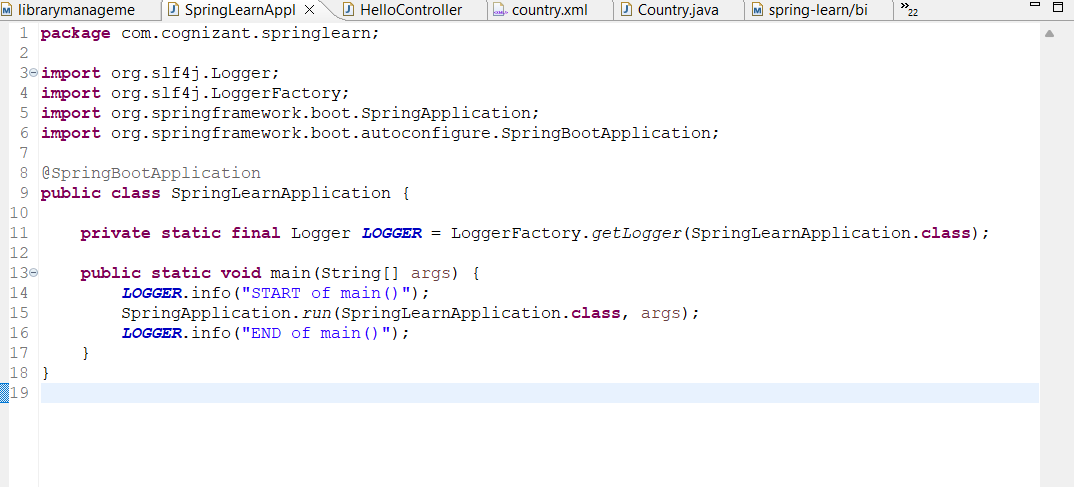 librarymanageme SpringLearnAppl HelloController country.xml Country.java spring-learn/bi »22
1 package com.cognizant.springlearn;
2
3 import org.slf4j.Logger;
4 import org.slf4j.LoggerFactory;
5 import org.springframework.boot.SpringApplication;
6 import org.springframework.boot.autoconfigure.SpringBootApplication;
7
8 @SpringBootApplication
9 public class SpringLearnApplication {
10
11     private static final Logger LOGGER = LoggerFactory.getLogger(SpringLearnApplication.class);
12
13     public static void main(String[] args) {
14         LOGGER.info("START of main()");
15         SpringApplication.run(SpringLearnApplication.class, args);
16         LOGGER.info("END of main()");
17     }
18 }
19